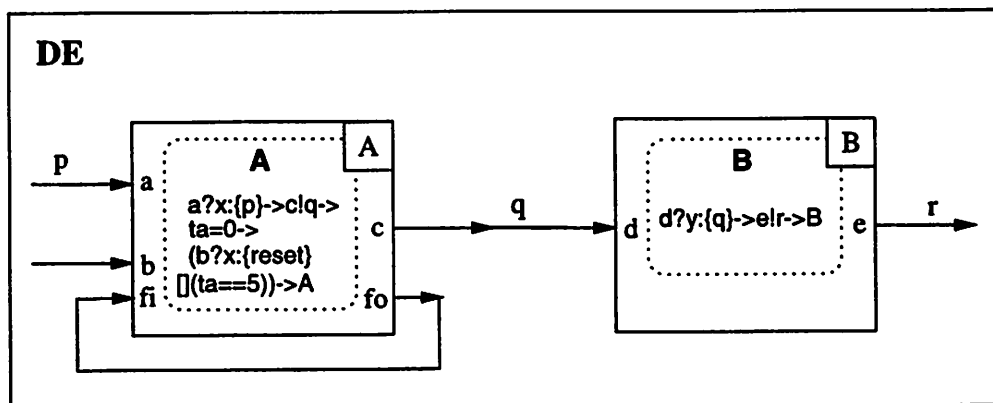 DE
p
a
b
fi
A
A
a?x:{p}->c!q->
ta=0->
(b?x:{reset}
[](ta==5))->A
c
fo
q
d
B
B
d?y:{q}->e!r->B
e
r